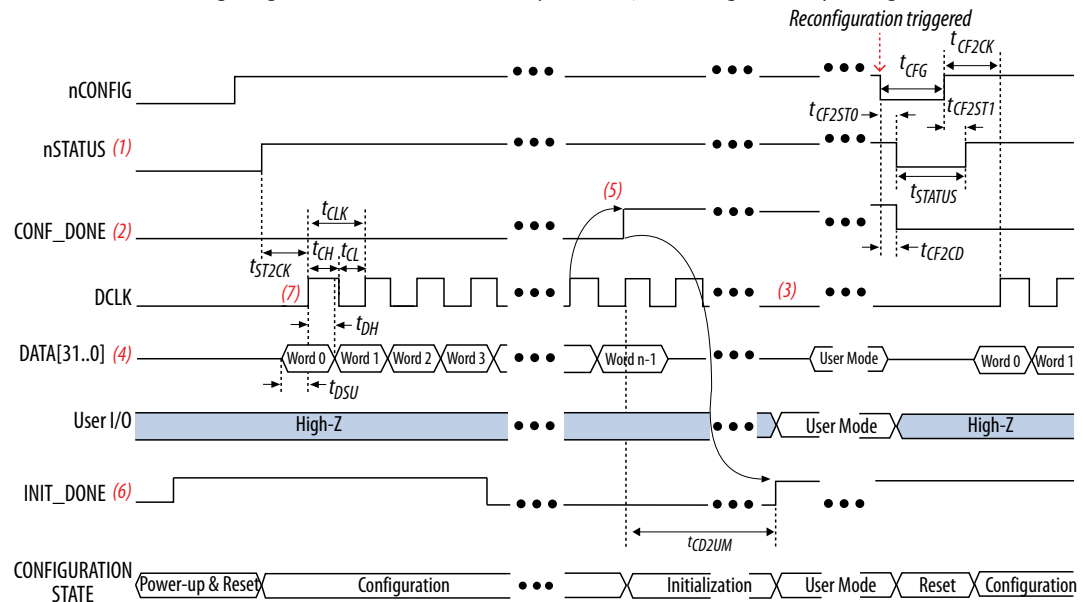 Reconfiguration triggered
tCF2CK
tCFG
nCONFIG
tCF2ST0
tCF2ST1
nSTATUS (1)
tSTATUS
(5)
tCLK
CONF_DONE (2)
tCF2CD
tST2CK
tCH
tCL
DCLK
(7)
(3)
tDH
DATA[31..0] (4)
Word 0
Word 1
Word 2
Word 3
Word n-1
User Mode
Word 0
Word 1
tDSU
User I/O
High-Z
User Mode
High-Z
INIT_DONE (6)
tCD2UM
CONFIGURATION
STATE
Power-up & Reset
Configuration
Initialization
User Mode
Reset
Configuration